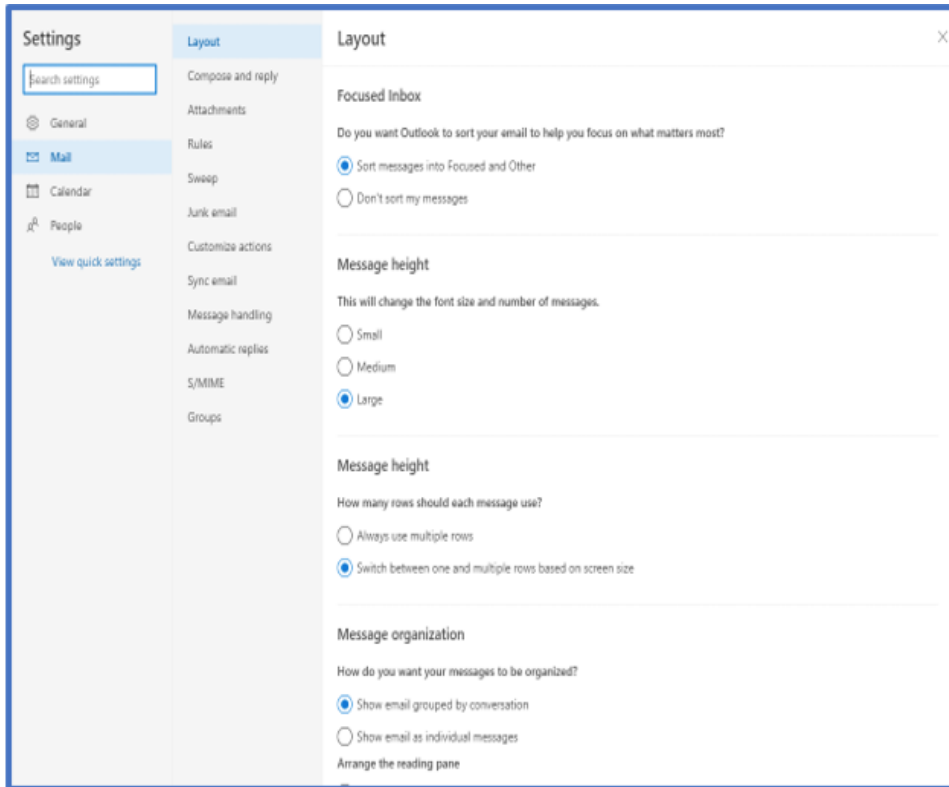 Settings
Search settings
General
Mail
Calendar
People
View quick settings
Layout
Compose and reply
Attachments
Rules
Sweep
Junk email
Customize actions
Sync email
Message handling
Automatic replies
S/MIME
Groups
Layout
Focused Inbox
Do you want Outlook to sort your email to help you focus on what matters most?
Sort messages into Focused and Other
Don't sort my messages
Message height
This will change the font size and number of messages.
Small
Medium
Large
Message height
How many rows should each message use?
Always use multiple rows
Switch between one and multiple rows based on screen size
Message organization
How do you want your messages to be organized?
Show email grouped by conversation
Show email as individual messages
Arrange the reading pane